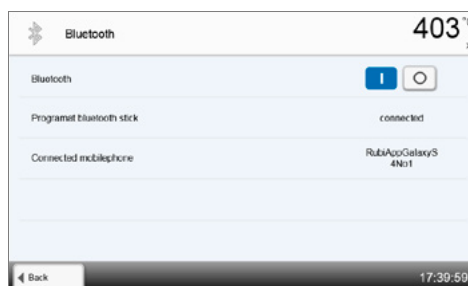 Bluetooth
403
Bluetooth
I O
Programat bluetooth stick
connected
Connected mobilephone
RubiAppGalaxyS
4No1
Back
17:39:59